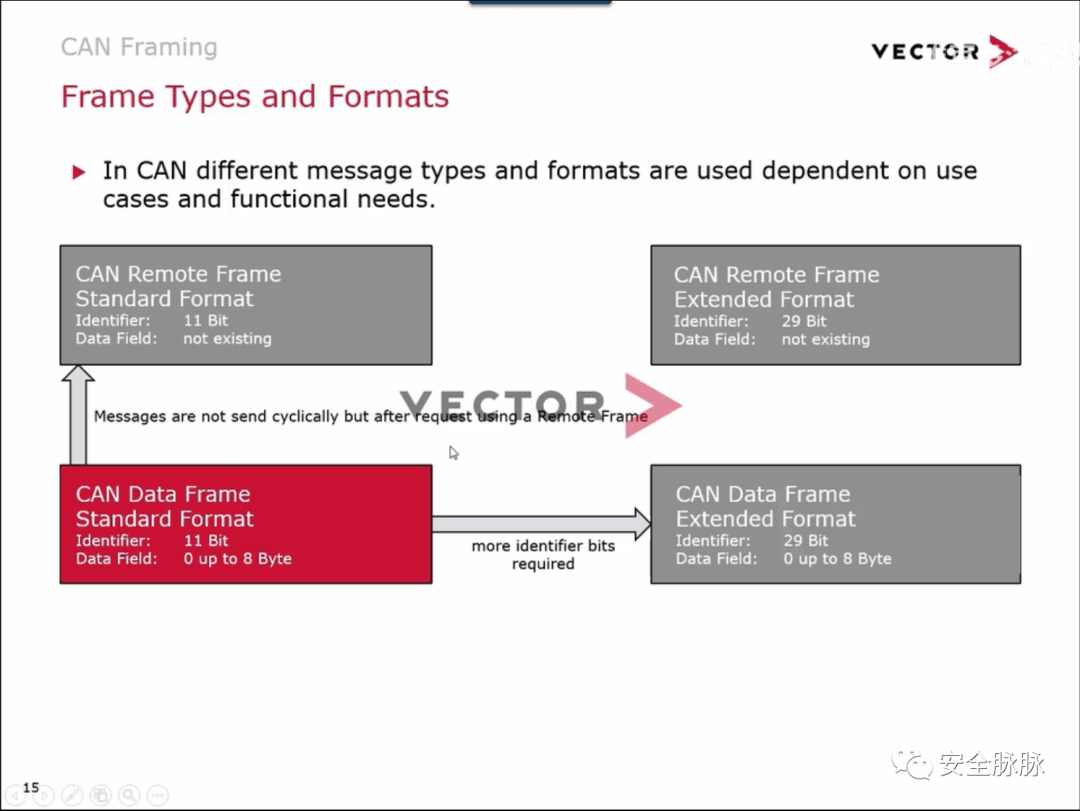 CAN Framing
VECTOR
Frame Types and Formats
In CAN different message types and formats are used dependent on use
cases and functional needs.
CAN Remote Frame
Standard Format
Identifier: 11 Bit
Data Field: not existing
CAN Remote Frame
Extended Format
Identifier: 29 Bit
Data Field: not existing
VECTOR
Messages are not send cyclically but after request using a Remote Frame
CAN Data Frame
Standard Format
Identifier: 11 Bit
Data Field: 0 up to 8 Byte
more identifier bits
required
CAN Data Frame
Extended Format
Identifier: 29 Bit
Data Field: 0 up to 8 Byte
安全脉脉
15